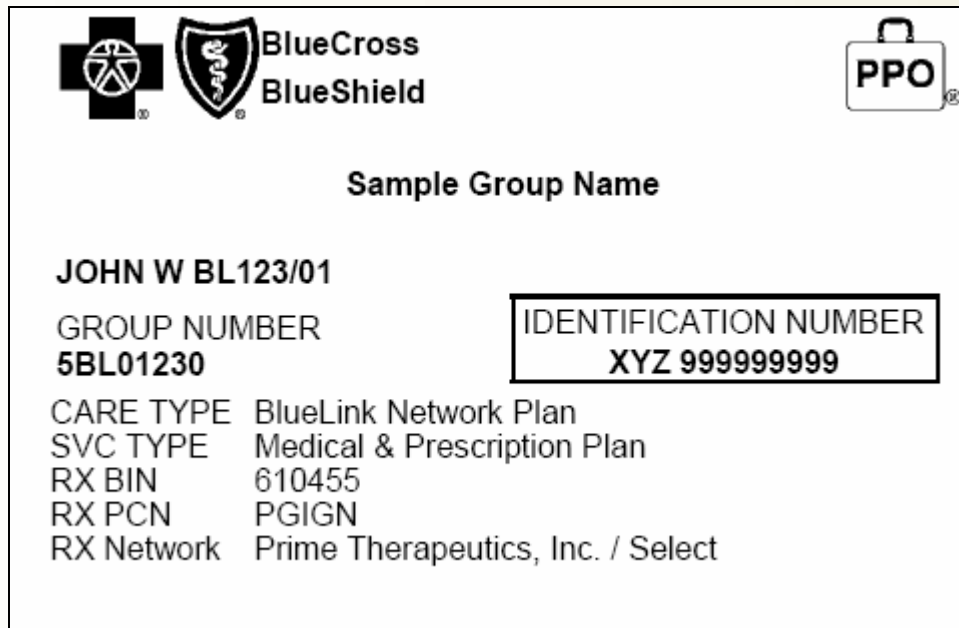 BlueCross
BlueShield
PPO
®
®
®
Sample Group Name
JOHN W BL123/01
GROUP NUMBER
5BL01230
IDENTIFICATION NUMBER
XYZ 999999999
CARE TYPE BlueLink Network Plan
SVC TYPE Medical & Prescription Plan
RX BIN 610455
RX PCN PGIGN
RX Network Prime Therapeutics, Inc. / Select